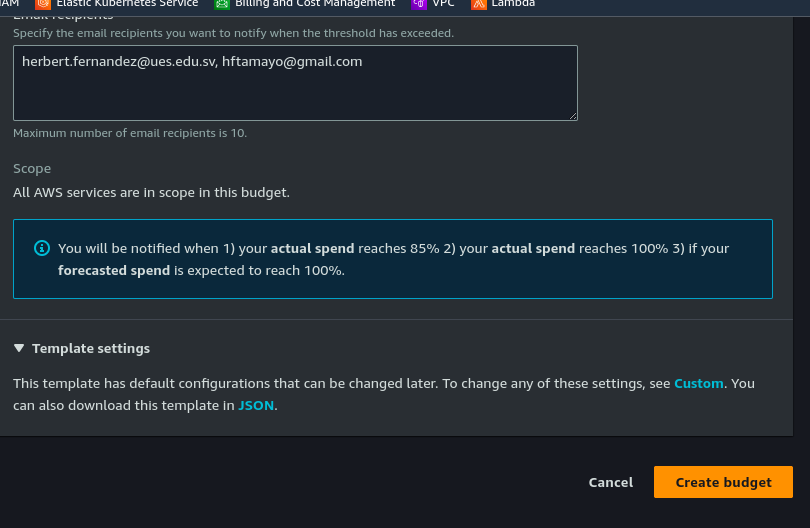 IAM Elastic Kubernetes Service Billing and Cost Management VPC Lambda
Email recipients
Specify the email recipients you want to notify when the threshold has exceeded.
herbert.fernandez@ues.edu.sv, hftamayo@gmail.com
Maximum number of email recipients is 10.
Scope
All AWS services are in scope in this budget.
You will be notified when 1) your actual spend reaches 85% 2) your actual spend reaches 100% 3) if your
forecasted spend is expected to reach 100%.
Template settings
This template has default configurations that can be changed later. To change any of these settings, see Custom. You
can also download this template in JSON.
Cancel Create budget